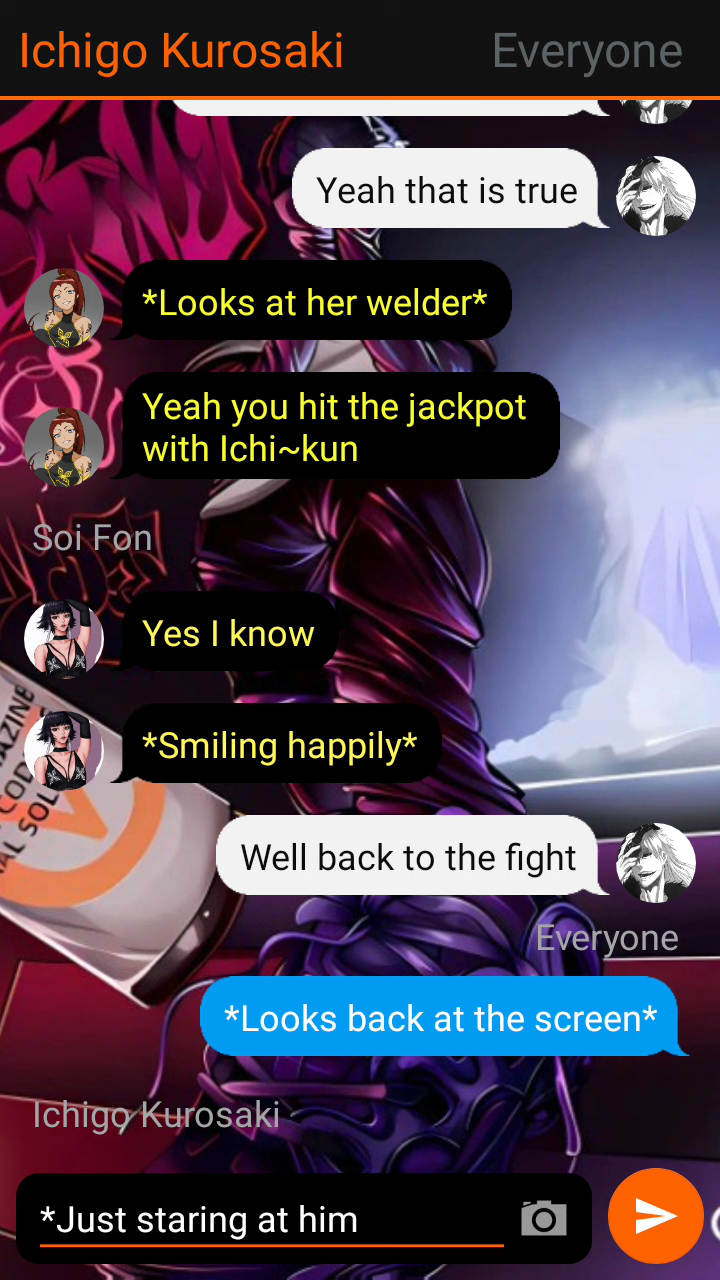 Ichigo Kurosaki
Everyone
Yeah that is true
*Looks at her welder*
Yeah you hit the jackpot
with Ichi~kun
Soi Fon
Yes I know
*Smiling happily*
Well back to the fight
Everyone
*Looks back at the screen*
Ichigo Kurosaki
*Just staring at him